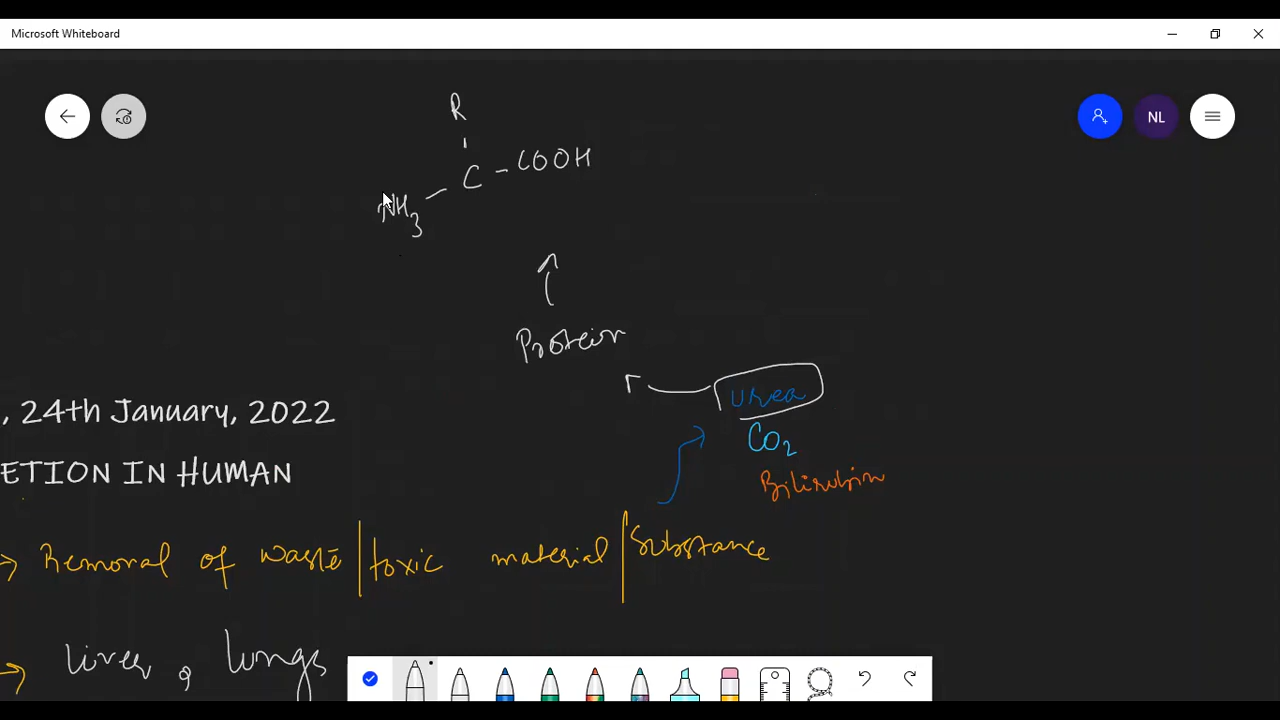 Microsoft Whiteboard
NL
R
C - COOH
NH3
Protein
urea
CO2
Bilirubin
, 24th January, 2022
ETION IN HUMAN
→ Removal of waste | toxic material | Substance
→ liver, lungs